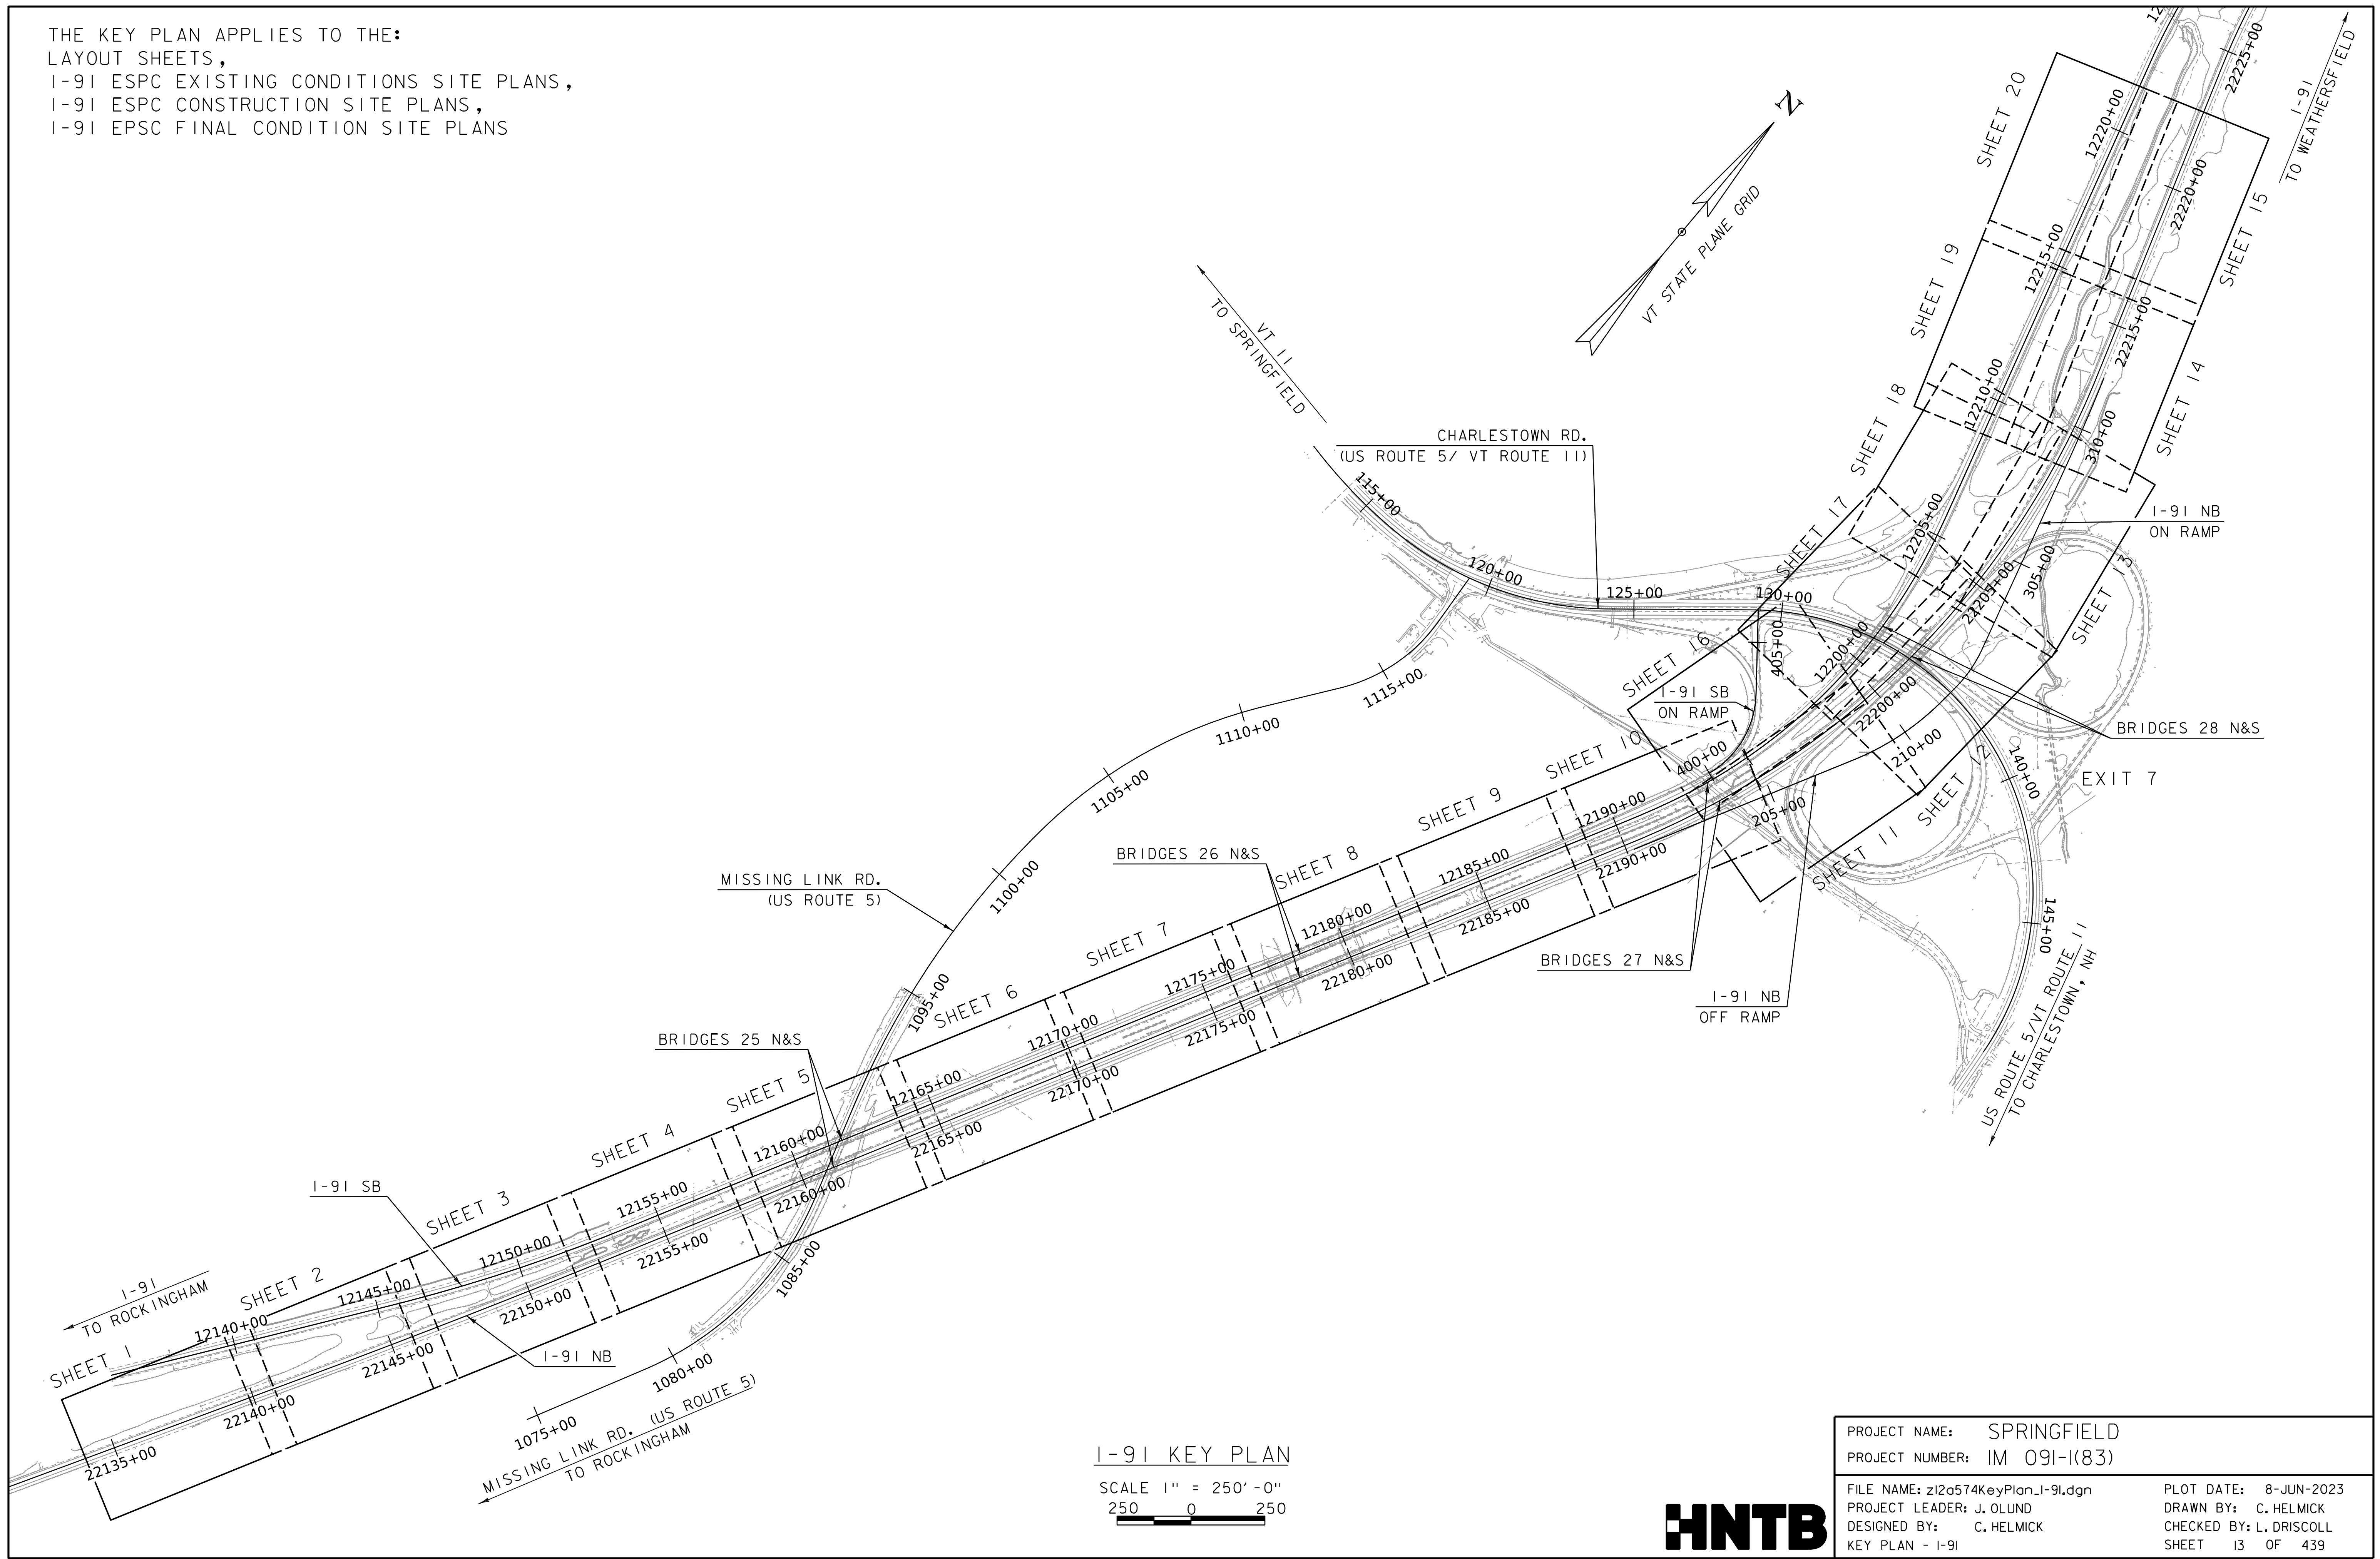 THE KEY PLAN APPLIES TO THE:
LAYOUT SHEETS,
I-91 ESPC EXISTING CONDITIONS SITE PLANS,
I-91 ESPC CONSTRUCTION SITE PLANS,
I-91 EPSC FINAL CONDITION SITE PLANS
N
VT STATE PLANE GRID
I-91
TO WEATHERSFIELD
VT 11
TO SPRINGFIELD
CHARLESTOWN RD.
(US ROUTE 5/ VT ROUTE 11)
I-91 NB
ON RAMP
I-91 SB
ON RAMP
BRIDGES 28 N&S
EXIT 7
BRIDGES 27 N&S
I-91 NB
OFF RAMP
US ROUTE 5/VT ROUTE 11
TO CHARLESTOWN, NH
MISSING LINK RD.
(US ROUTE 5)
BRIDGES 26 N&S
BRIDGES 25 N&S
I-91 SB
I-91 NB
I-91
TO ROCKINGHAM
MISSING LINK RD. (US ROUTE 5)
TO ROCKINGHAM
SHEET 1
SHEET 2
SHEET 3
SHEET 4
SHEET 5
SHEET 6
SHEET 7
SHEET 8
SHEET 9
SHEET 10
SHEET 11
SHEET 12
SHEET 13
SHEET 14
SHEET 15
SHEET 16
SHEET 17
SHEET 18
SHEET 19
SHEET 20
12140+00
12145+00
12150+00
12155+00
12160+00
12165+00
12170+00
12175+00
12180+00
12185+00
12190+00
12200+00
12205+00
12210+00
12215+00
12220+00
22135+00
22140+00
22145+00
22150+00
22155+00
22160+00
22165+00
22170+00
22175+00
22180+00
22185+00
22190+00
22200+00
22205+00
22215+00
22220+00
22225+00
1075+00
1080+00
1085+00
1095+00
1100+00
1105+00
1110+00
1115+00
115+00
120+00
125+00
130+00
140+00
145+00
205+00
210+00
305+00
310+00
400+00
405+00
I-91 KEY PLAN
SCALE 1" = 250'-0"
250 0 250
HNTB
PROJECT NAME: SPRINGFIELD
PROJECT NUMBER: IM 091-1(83)
FILE NAME: z12a574KeyPlan_I-91.dgn
PLOT DATE: 8-JUN-2023
PROJECT LEADER: J. OLUND
DRAWN BY: C. HELMICK
DESIGNED BY: C. HELMICK
CHECKED BY: L. DRISCOLL
KEY PLAN - I-91
SHEET 13 OF 439